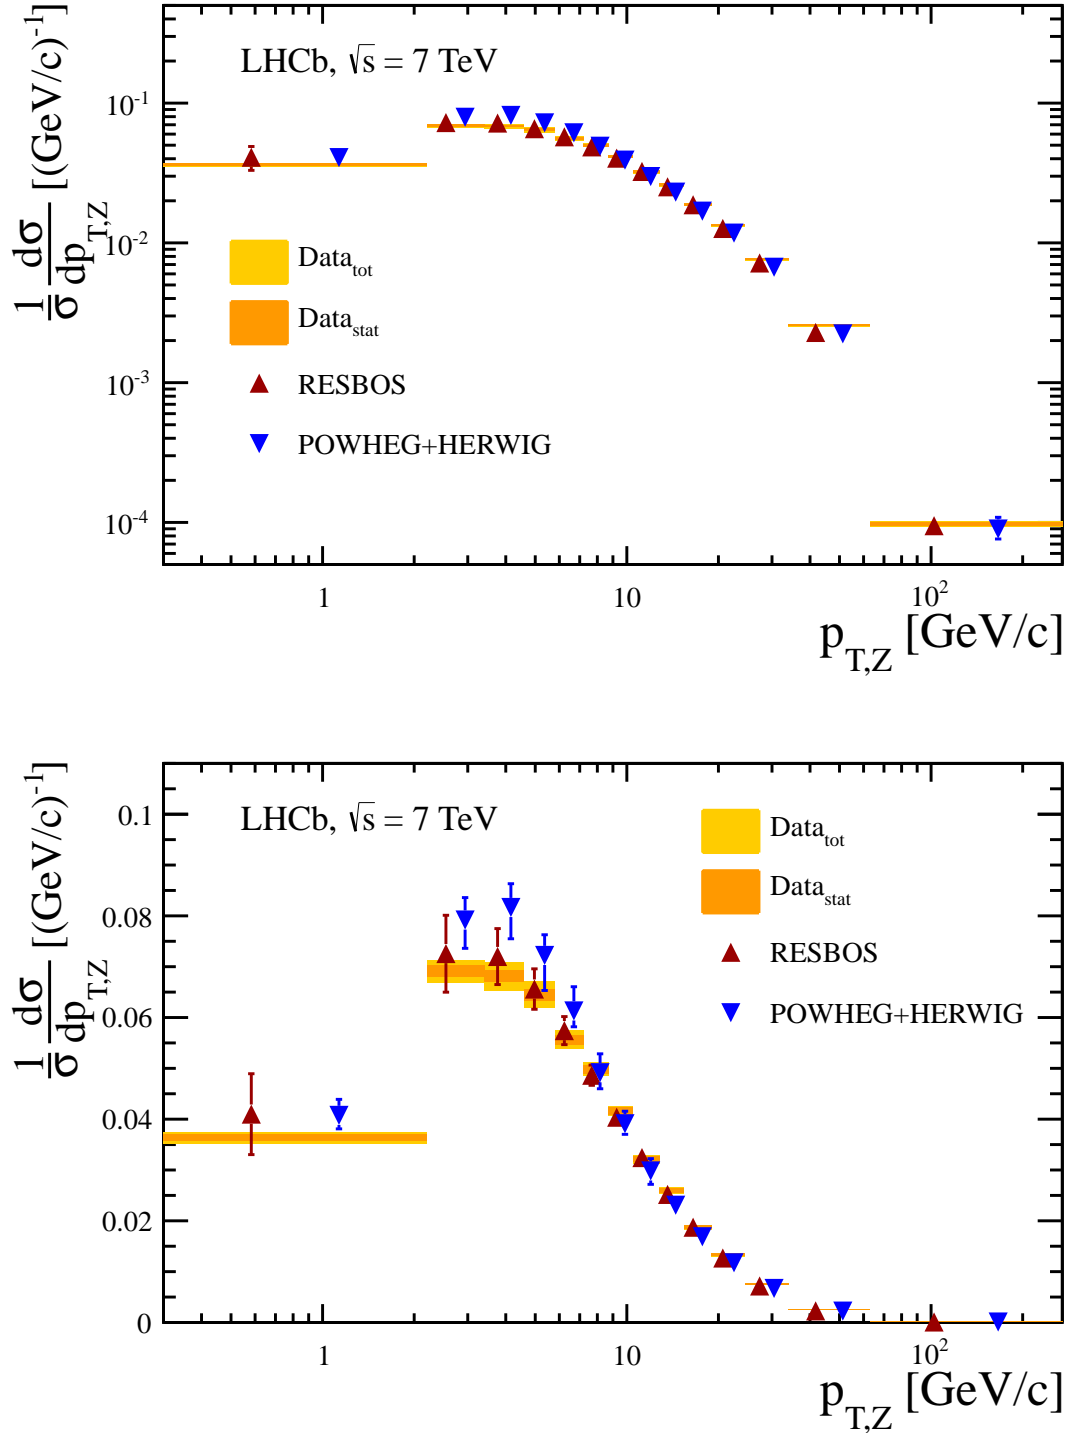 LHCb, √s = 7 TeV
1/σ dσ/dp_T,Z [(GeV/c)^-1]
10^-1
10^-2
10^-3
10^-4
Data_tot
Data_stat
RESBOS
POWHEG+HERWIG
1 10 10^2
p_T,Z [GeV/c]
LHCb, √s = 7 TeV
1/σ dσ/dp_T,Z [(GeV/c)^-1]
0.1
0.08
0.06
0.04
0.02
0
Data_tot
Data_stat
RESBOS
POWHEG+HERWIG
1 10 10^2
p_T,Z [GeV/c]